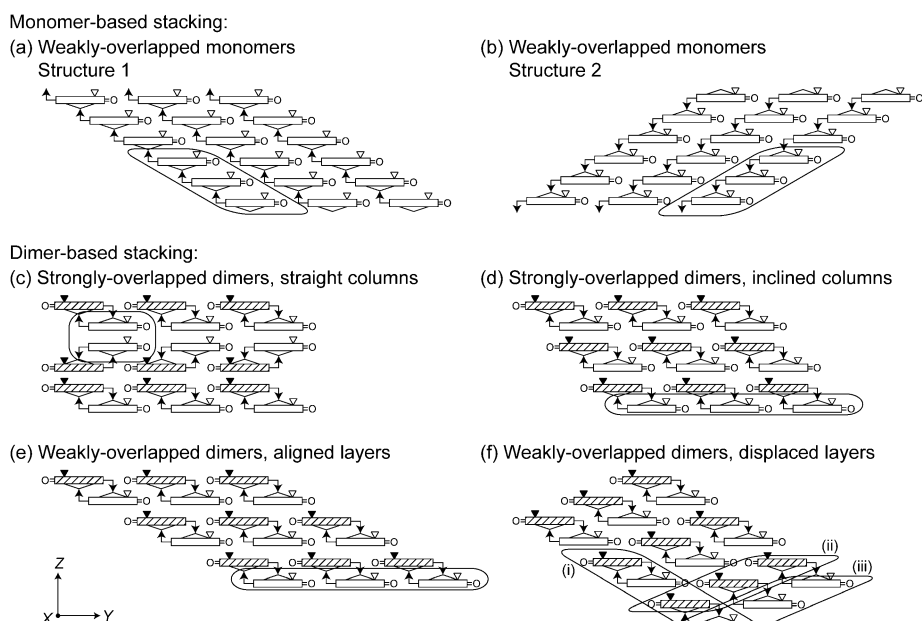 Monomer-based stacking:
(a) Weakly-overlapped monomers
Structure 1
(b) Weakly-overlapped monomers
Structure 2
=O =O =O
=O =O =O
=O =O =O
=O =O =O
=O =O =O
=O =O =O
=O =O =O
=O =O =O
=O =O =O
=O =O =O
=O =O =O
=O =O =O
Dimer-based stacking:
(c) Strongly-overlapped dimers, straight columns
(d) Strongly-overlapped dimers, inclined columns
O= O= O=
=O =O =O
=O =O =O
O= O= O=
O= O= O=
=O =O =O
O= O= O=
=O =O =O
O= O= O=
=O =O =O
O= O= O=
=O =O =O
(e) Weakly-overlapped dimers, aligned layers
(f) Weakly-overlapped dimers, displaced layers
O= O= O=
=O =O =O
O= O= O=
=O =O =O
O= O= O=
=O =O =O
O=
O= =O
O= =O
=O O=
(i) O= =O O= (ii)
=O O= =O (iii)
O= =O
Z
X Y